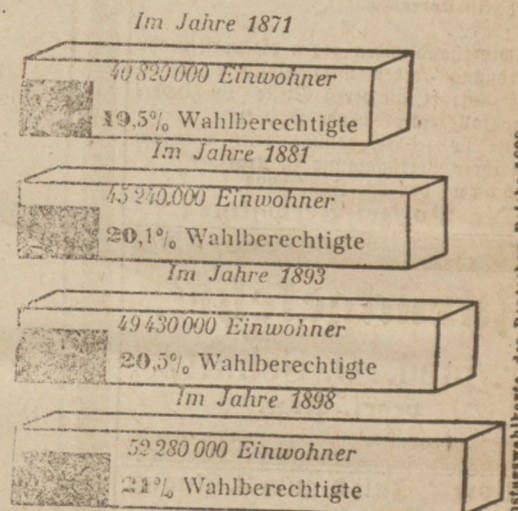 Im Jahre 1871
40 820 000 Einwohner
19,5% Wahlberechtigte
Im Jahre 1881
45 240.000 Einwohner
20,1% Wahlberechtigte
Im Jahre 1893
49 430 000 Einwohner
20,5% Wahlberechtigte
Im Jahre 1898
52 280 000 Einwohner
21% Wahlberechtigte